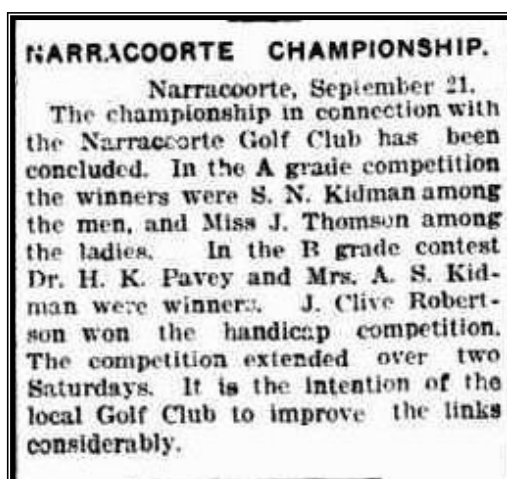 NARRACOORTE CHAMPIONSHIP.
Narracoorte, September 21.
The championship in connection with
the Narraccorte Golf Club has been
concluded. In the A grade competition
the winners were S. N. Kidman among
the men, and Miss J. Thomson among
the ladies. In the B grade contest
Dr. H. K. Pavey and Mrs. A. S. Kid-
man were winners. J. Clive Robert-
son won the handicap competition.
The competition extended over two
Saturdays. It is the intention of the
local Golf Club to improve the links
considerably.